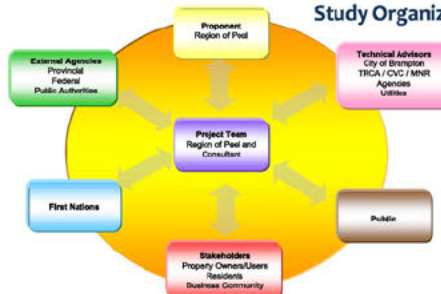 Study Organiz
Proponent
Region of Peel
External Agencies
Provincial
Federal
Public Authorities
Technical Advisors
City of Brampton
TRCA / CVC / MNR
Agencies
Utilities
Project Team
Region of Peel and
Consultant
First Nations
Public
Stakeholders
Property Owners/Users
Residents
Business Community